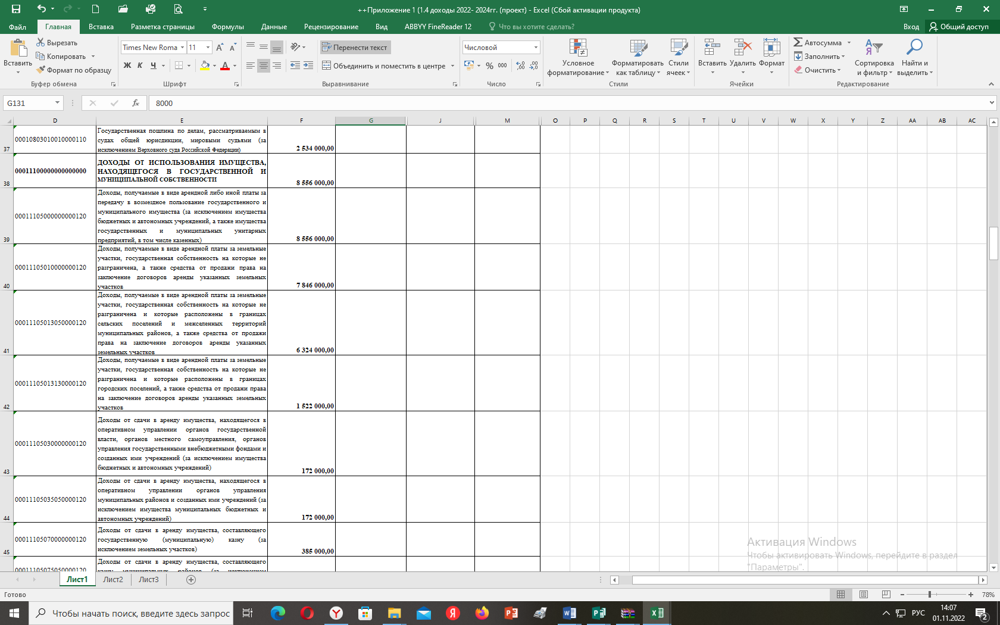 ++Приложение 1 (1.4 доходы 2022- 2024гг. (проект) - Excel (Сбой активации продукта)
Файл Главная Вставка Разметка страницы Формулы Данные Рецензирование Вид ABBYY FineReader 12 Что вы хотите сделать? Вход Общий доступ
Вставить
Вырезать
Копировать
Формат по образцу
Буфер обмена
Times New Roma 11
Ж К Ч А
Шрифт
Перенести текст
Объединить и поместить в центре
Выравнивание
Числовой
% 000
Число
Условное форматирование
Форматировать как таблицу
Стили ячеек
Стили
Вставить Удалить Формат
Ячейки
Автосумма
Заполнить
Очистить
Сортировка и фильтр
Найти и выделить
Редактирование
G131 fx 8000
D E F G J M O P Q R S T U V W X Y Z AA AB AC
37 00010803010010000110
Государственная пошлина по делам, рассматриваемым в
судах общей юрисдикции, мировыми судьями (за
исключением Верховного суда Российской Федерации)
2 534 000,00
38 00011100000000000000
ДОХОДЫ ОТ ИСПОЛЬЗОВАНИЯ ИМУЩЕСТВА,
НАХОДЯЩЕГОСЯ В ГОСУДАРСТВЕННОЙ И
МУНИЦИПАЛЬНОЙ СОБСТВЕННОСТИ
8 556 000,00
39 00011105000000000120
Доходы, получаемые в виде арендной либо иной платы за
передачу в возмездное пользование государственного и
муниципального имущества (за исключением имущества
бюджетных и автономных учреждений, а также имущества
государственных и муниципальных унитарных
предприятий, в том числе казенных)
8 556 000,00
40 00011105010000000120
Доходы, получаемые в виде арендной платы за земельные
участки, государственная собственность на которые не
разграничена, а также средства от продажи права на
заключение договоров аренды указанных земельных
участков
7 846 000,00
41 00011105013050000120
Доходы, получаемые в виде арендной платы за земельные
участки, государственная собственность на которые не
разграничена и которые расположены в границах
сельских поселений и межселенных территорий
муниципальных районов, а также средства от продажи
права на заключение договоров аренды указанных
земельных участков
6 324 000,00
42 00011105013130000120
Доходы, получаемые в виде арендной платы за земельные
участки, государственная собственность на которые не
разграничена и которые расположены в границах
городских поселений, а также средства от продажи права
на заключение договоров аренды указанных земельных
участков
1 522 000,00
43 00011105030000000120
Доходы от сдачи в аренду имущества, находящегося в
оперативном управлении органов государственной
власти, органов местного самоуправления, органов
управления государственными внебюджетными фондами и
созданных ими учреждений (за исключением имущества
бюджетных и автономных учреждений)
172 000,00
44 00011105035050000120
Доходы от сдачи в аренду имущества, находящегося в
оперативном управлении органов управления
муниципальных районов и созданных ими учреждений (за
исключением имущества муниципальных бюджетных и
автономных учреждений)
172 000,00
45 00011105070000000120
Доходы от сдачи в аренду имущества, составляющего
государственную (муниципальную) казну (за
исключением земельных участков)
385 000,00
00011105075050000120
Доходы от сдачи в аренду имущества, составляющего
казну муниципальных районов (за исключением
Активация Windows
Чтобы активировать Windows, перейдите в раздел
"Параметры".
Лист1 Лист2 Лист3
Готово 78%
Чтобы начать поиск, введите здесь запрос
РУС
14:07
01.11.2022
2